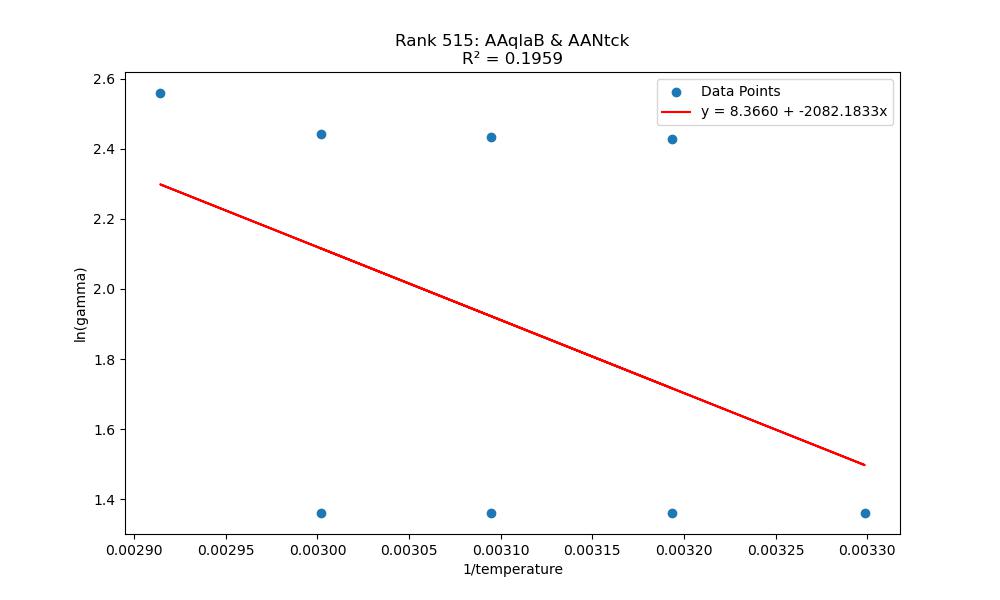 Rank 515: AAqlaB & AANtck
R² = 0.1959
Data Points
y = 8.3660 + -2082.1833x
2.6
2.4
2.2
2.0
1.8
1.6
1.4
ln(gamma)
0.00290 0.00295 0.00300 0.00305 0.00310 0.00315 0.00320 0.00325 0.00330
1/temperature